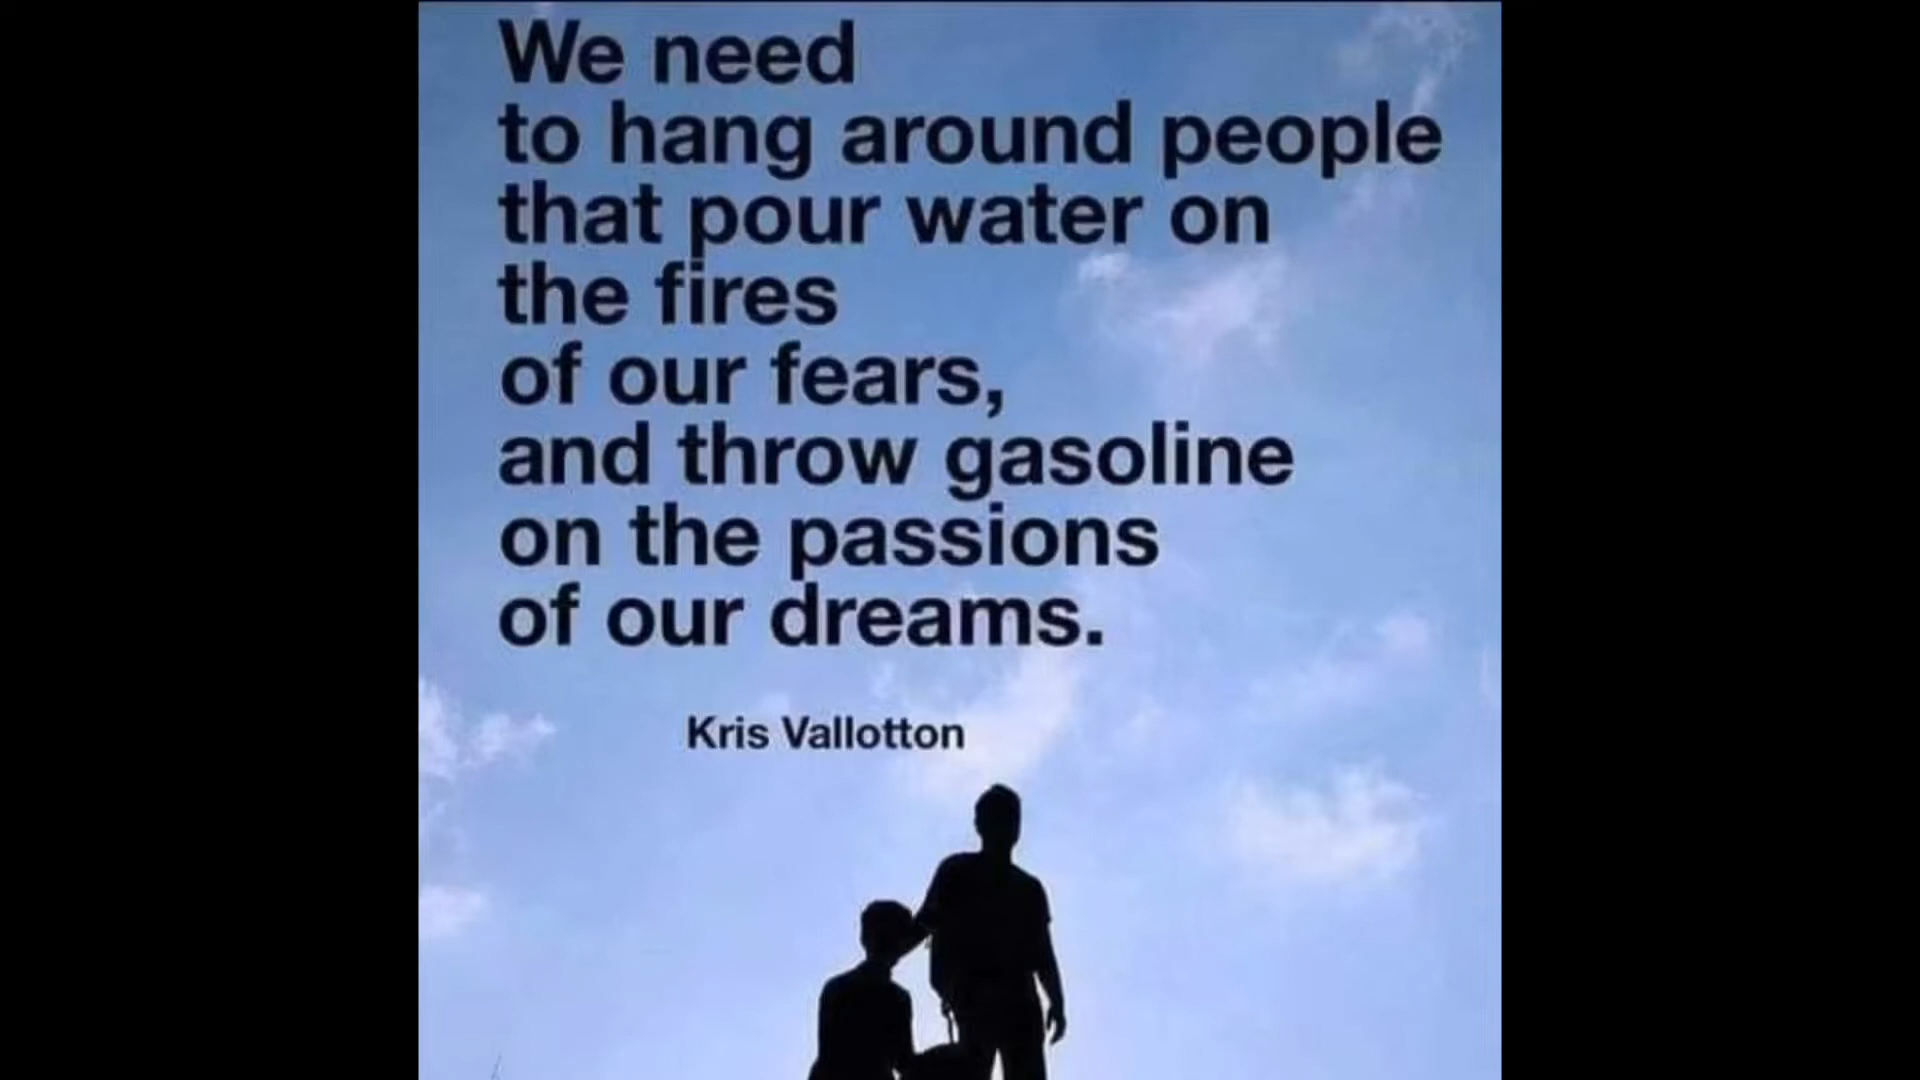 We need
to hang around people
that pour water on
the fires
of our fears,
and throw gasoline
on the passions
of our dreams.
Kris Vallotton